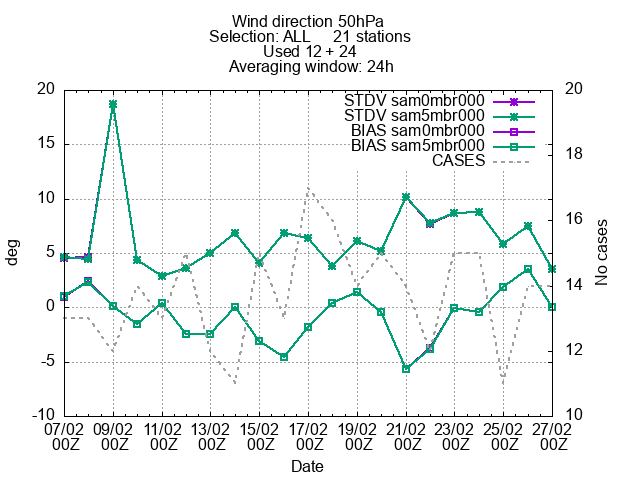 Wind direction 50hPa
Selection: ALL 21 stations
Used 12 + 24
Averaging window: 24h
STDV sam0mbr000
STDV sam5mbr000
BIAS sam0mbr000
BIAS sam5mbr000
CASES
20
15
10
5
0
-5
-10
deg
20
18
16
14
12
10
No cases
07/02 09/02 11/02 13/02 15/02 17/02 19/02 21/02 23/02 25/02 27/02
00Z 00Z 00Z 00Z 00Z 00Z 00Z 00Z 00Z 00Z 00Z
Date